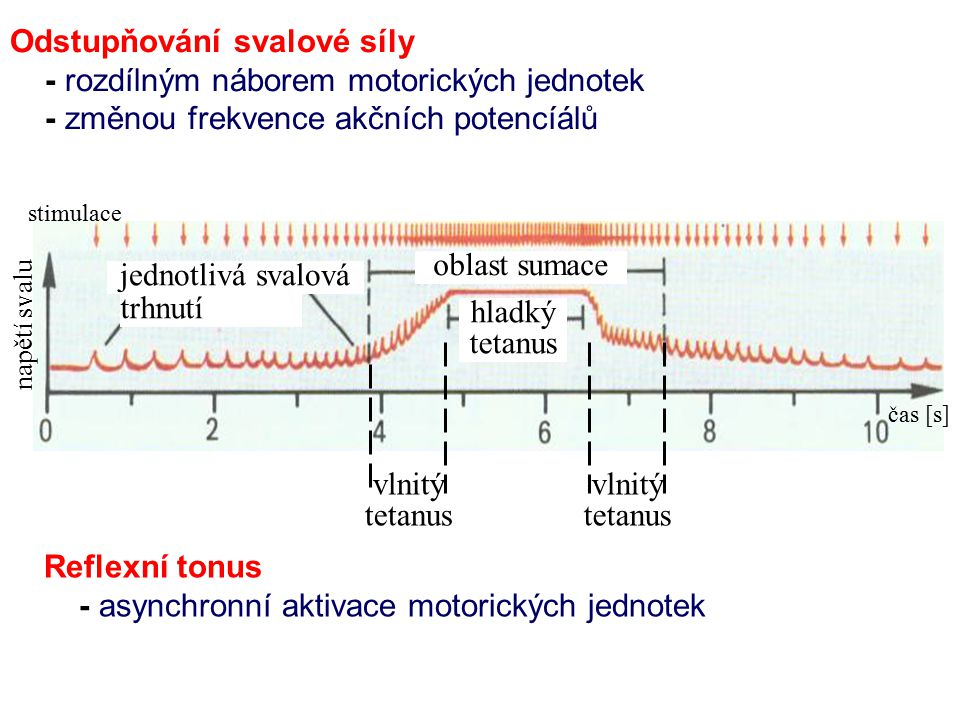 Odstupňování svalové síly
- rozdílným náborem motorických jednotek
- změnou frekvence akčních potencíálů
stimulace
napětí svalu
jednotlivá svalová
trhnutí
oblast sumace
hladký
tetanus
čas [s]
0 2 4 6 8 10
vlnitý
tetanus
vlnitý
tetanus
Reflexní tonus
- asynchronní aktivace motorických jednotek